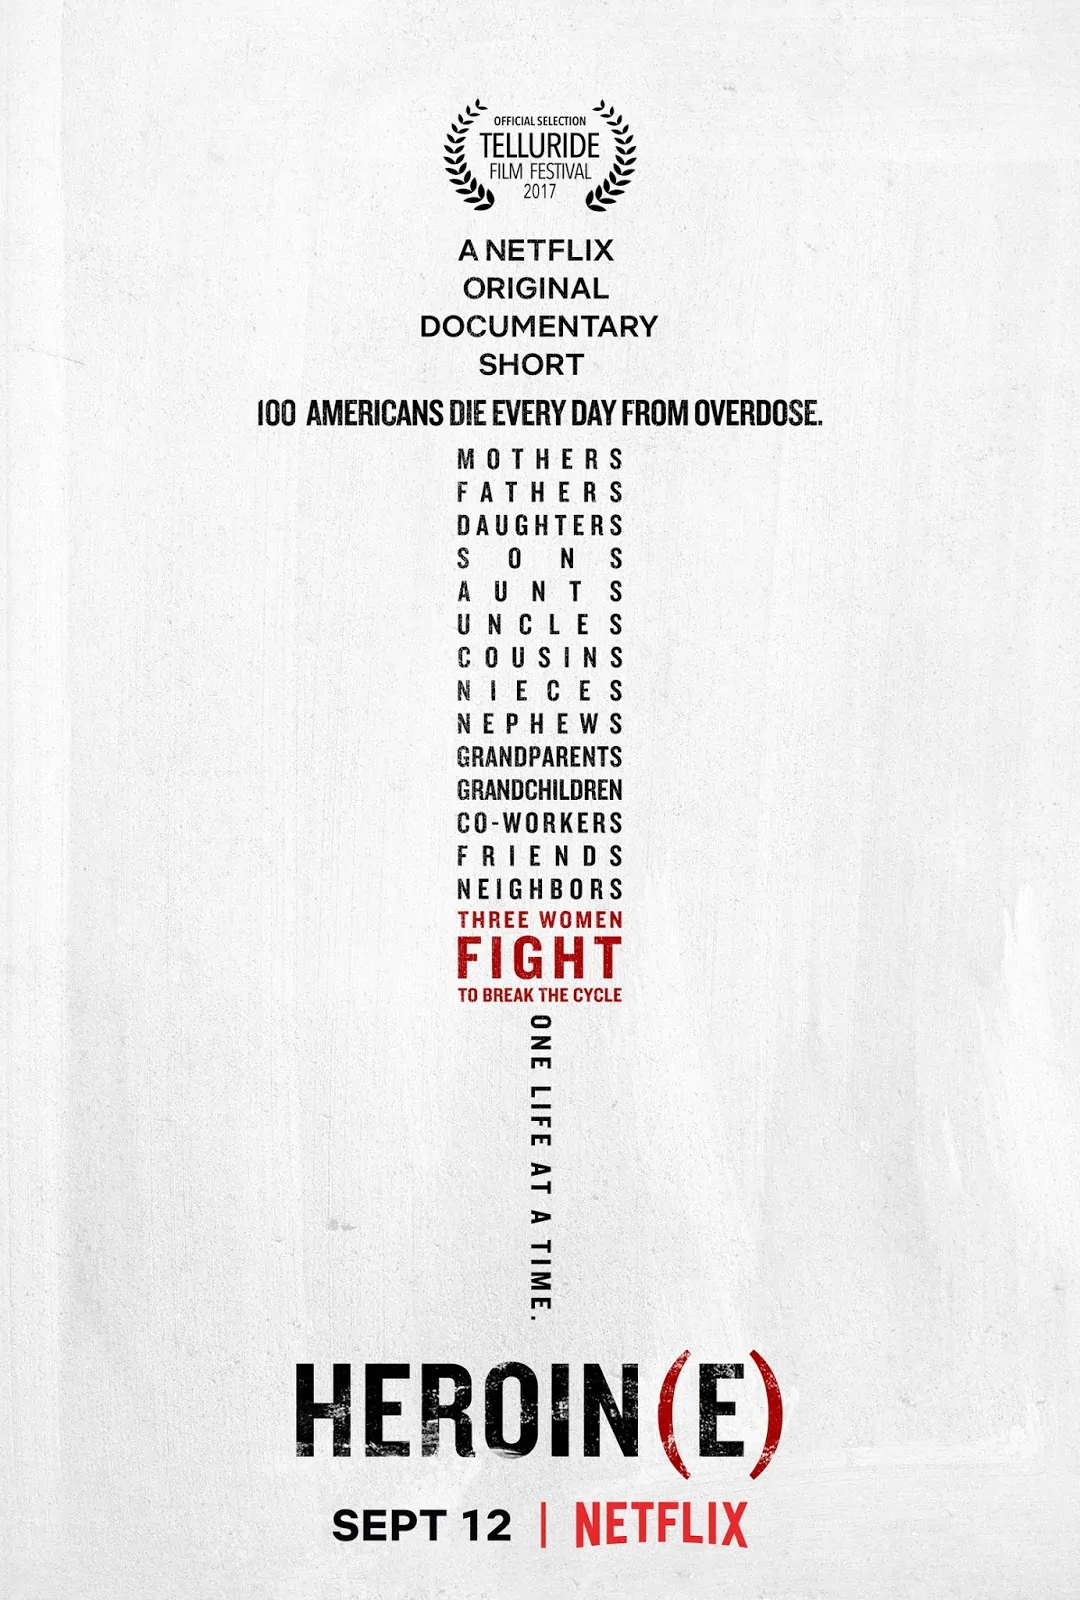 OFFICIAL SELECTION
TELLURIDE
FILM FESTIVAL
2017
A NETFLIX
ORIGINAL
DOCUMENTARY
SHORT
100 AMERICANS DIE EVERY DAY FROM OVERDOSE.
MOTHERS
FATHERS
DAUGHTERS
SONS
AUNTS
UNCLES
COUSINS
NIECES
NEPHEWS
GRANDPARENTS
GRANDCHILDREN
CO-WORKERS
FRIENDS
NEIGHBORS
THREE WOMEN
FIGHT
TO BREAK THE CYCLE
ONE LIFE AT A TIME.
HEROIN(E)
SEPT 12 | NETFLIX